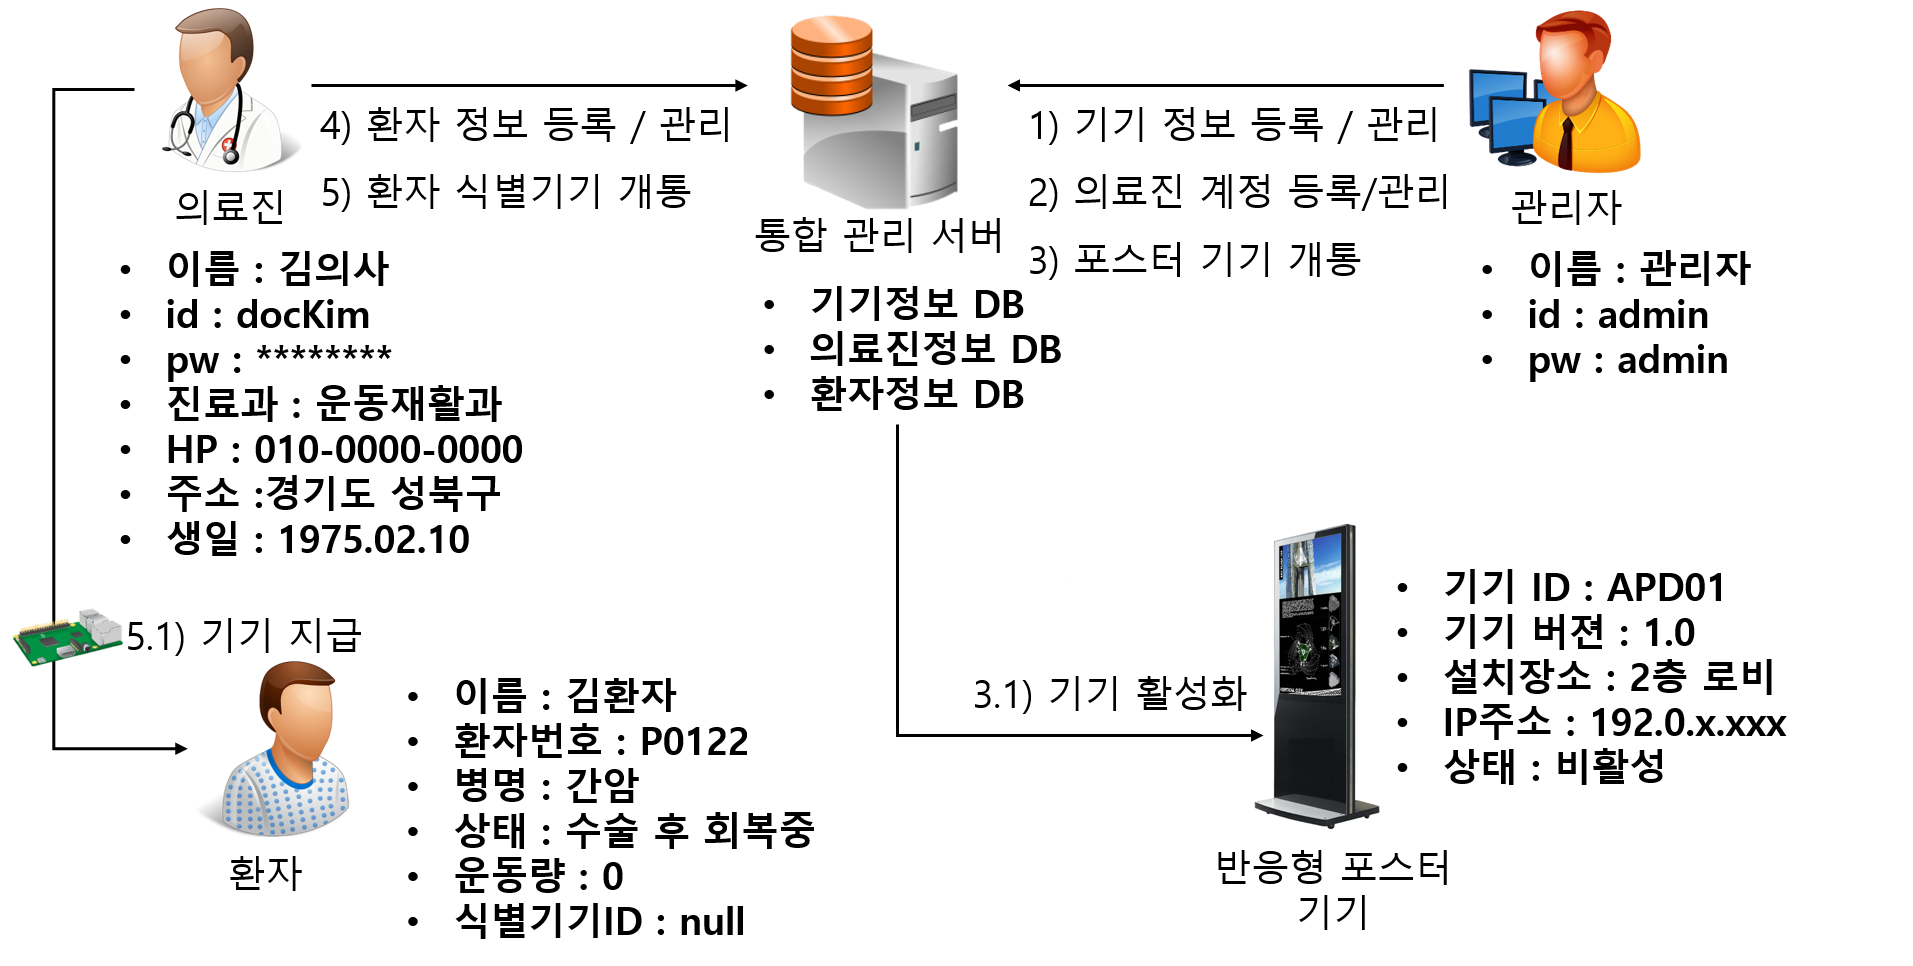 4) 환자 정보 등록 / 관리
5) 환자 식별기기 개통
의료진
• 이름 : 김의사
• id : docKim
• pw : ********
• 진료과 : 운동재활과
• HP : 010-0000-0000
• 주소 :경기도 성북구
• 생일 : 1975.02.10
통합 관리 서버
• 기기정보 DB
• 의료진정보 DB
• 환자정보 DB
1) 기기 정보 등록 / 관리
2) 의료진 계정 등록/관리
3) 포스터 기기 개통
관리자
• 이름 : 관리자
• id : admin
• pw : admin
5.1) 기기 지급
환자
• 이름 : 김환자
• 환자번호 : P0122
• 병명 : 간암
• 상태 : 수술 후 회복중
• 운동량 : 0
• 식별기기ID : null
3.1) 기기 활성화
반응형 포스터
기기
• 기기 ID : APD01
• 기기 버젼 : 1.0
• 설치장소 : 2층 로비
• IP주소 : 192.0.x.xxx
• 상태 : 비활성